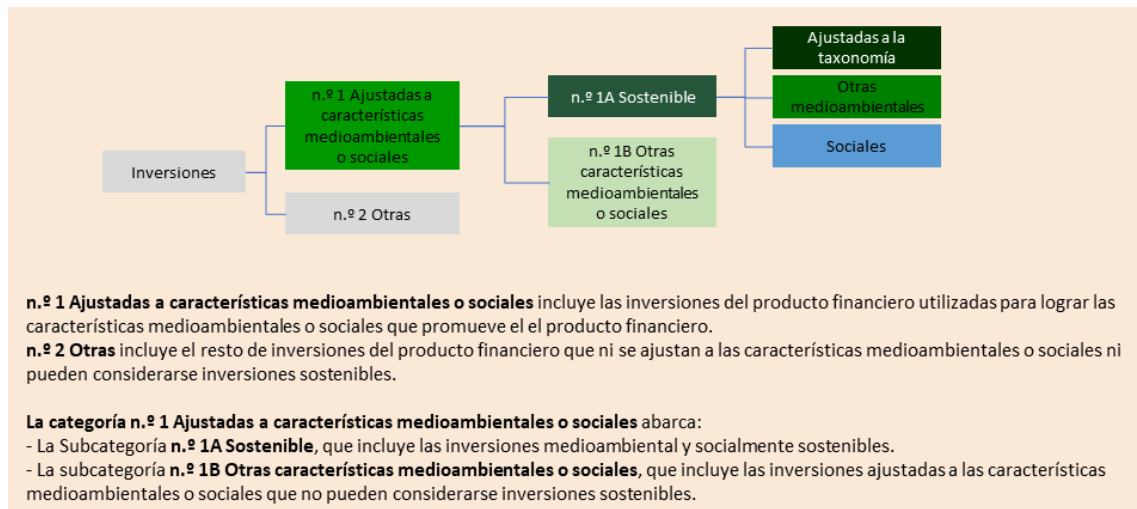 Inversiones
n.º 1 Ajustadas a
características
medioambientales
o sociales
n.º 2 Otras
n.º 1A Sostenible
n.º 1B Otras
características
medioambientales
o sociales
Ajustadas a la
taxonomía
Otras
medioambientales
Sociales
n.º 1 Ajustadas a características medioambientales o sociales incluye las inversiones del producto financiero utilizadas para lograr las
características medioambientales o sociales que promueve el el producto financiero.
n.º 2 Otras incluye el resto de inversiones del producto financiero que ni se ajustan a las características medioambientales o sociales ni
pueden considerarse inversiones sostenibles.
La categoría n.º 1 Ajustadas a características medioambientales o sociales abarca:
- La Subcategoría n.º 1A Sostenible, que incluye las inversiones medioambiental y socialmente sostenibles.
- La subcategoría n.º 1B Otras características medioambientales o sociales, que incluye las inversiones ajustadas a las características
medioambientales o sociales que no pueden considerarse inversiones sostenibles.